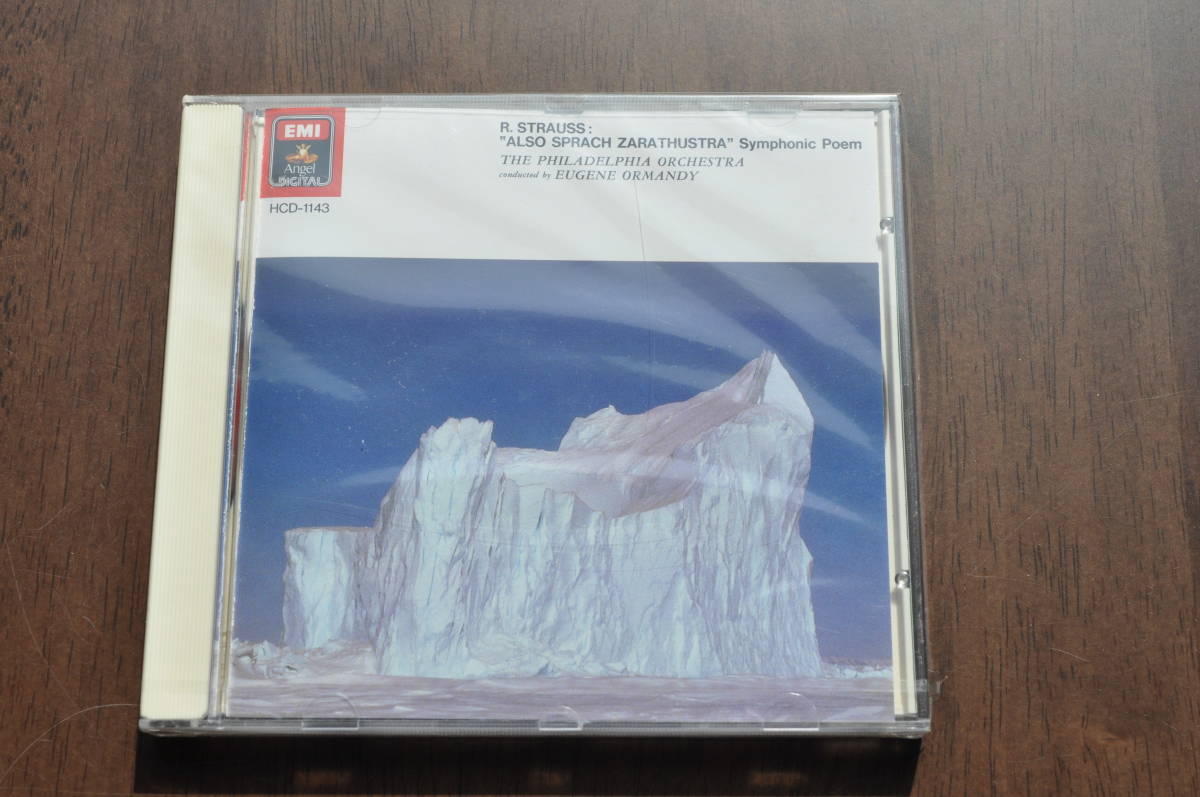 EMI
Angel
DIGITAL
HCD-1143
R. STRAUSS:
"ALSO SPRACH ZARATHUSTRA" Symphonic Poem
THE PHILADELPHIA ORCHESTRA
conducted by EUGENE ORMANDY